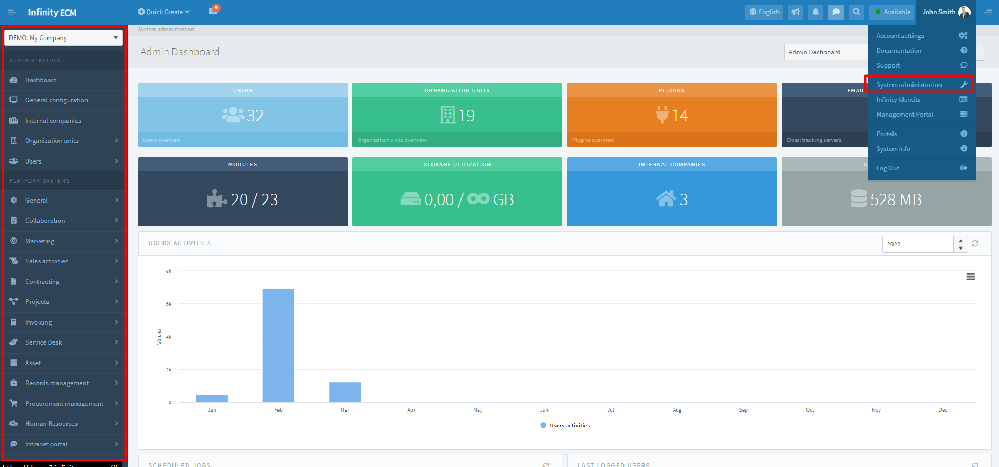 Infinity ECM
Quick Create
9
English
Available
John Smith
DEMO: My Company
ADMINISTRATION
Dashboard
General configuration
Internal companies
Organization units
Users
PLATFORM SYSTEMS
General
Collaboration
Marketing
Sales activities
Contracting
Projects
Invoicing
Service Desk
Asset
Records management
Procurement management
Human Resources
Intranet portal
System administration
Admin Dashboard
Admin Dashboard
Account settings
Documentation
Support
System administration
Infinity Identity
Management Portal
Portals
System info
Log Out
USERS
32
Users overview
ORGANIZATION UNITS
19
Organization units overview
PLUGINS
14
Plugins overview
EMAIL
Email tracking servers
MODULES
20 / 23
STORAGE UTILIZATION
0,00 / ∞ GB
INTERNAL COMPANIES
3
D
528 MB
USERS ACTIVITIES
2022
8k
6k
4k
2k
0
Values
Jan Feb Mar Apr May Jun Jul Aug Sep Oct Nov Dec
Users activities
SCHEDULED JOBS
LAST LOGGED USERS